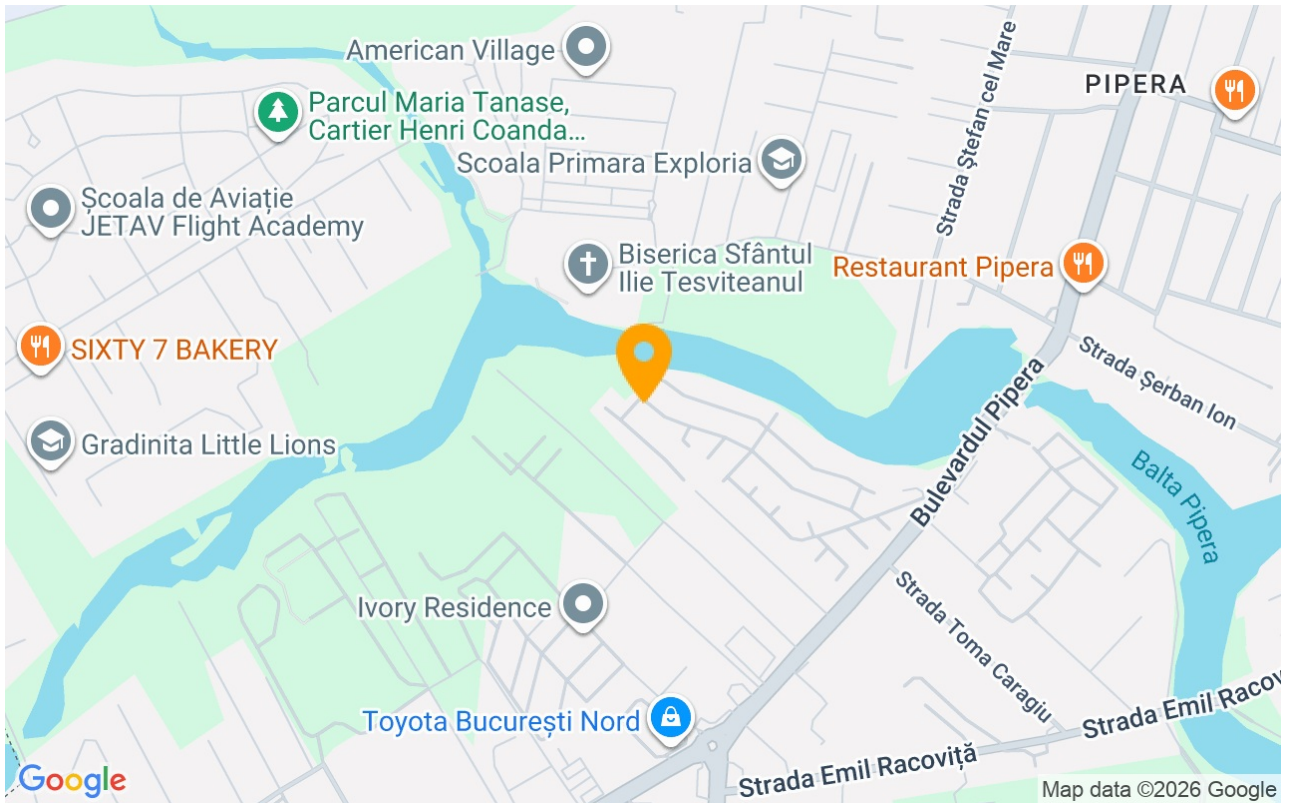 American Village
PIPERA
Parcul Maria Tanase,
Cartier Henri Coanda...
Strada Ștefan cel Mare
Scoala Primara Exploria
Școala de Aviație
JETAV Flight Academy
Biserica Sfântul
Ilie Tesviteanul
Restaurant Pipera
SIXTY 7 BAKERY
Strada Șerban Ion
Gradinita Little Lions
Bulevardul Pipera
Balta Pipera
Ivory Residence
Strada Toma Caragiu
Toyota București Nord
Strada Emil Racov
Strada Emil Racoviță
Google
Map data ©2026 Google